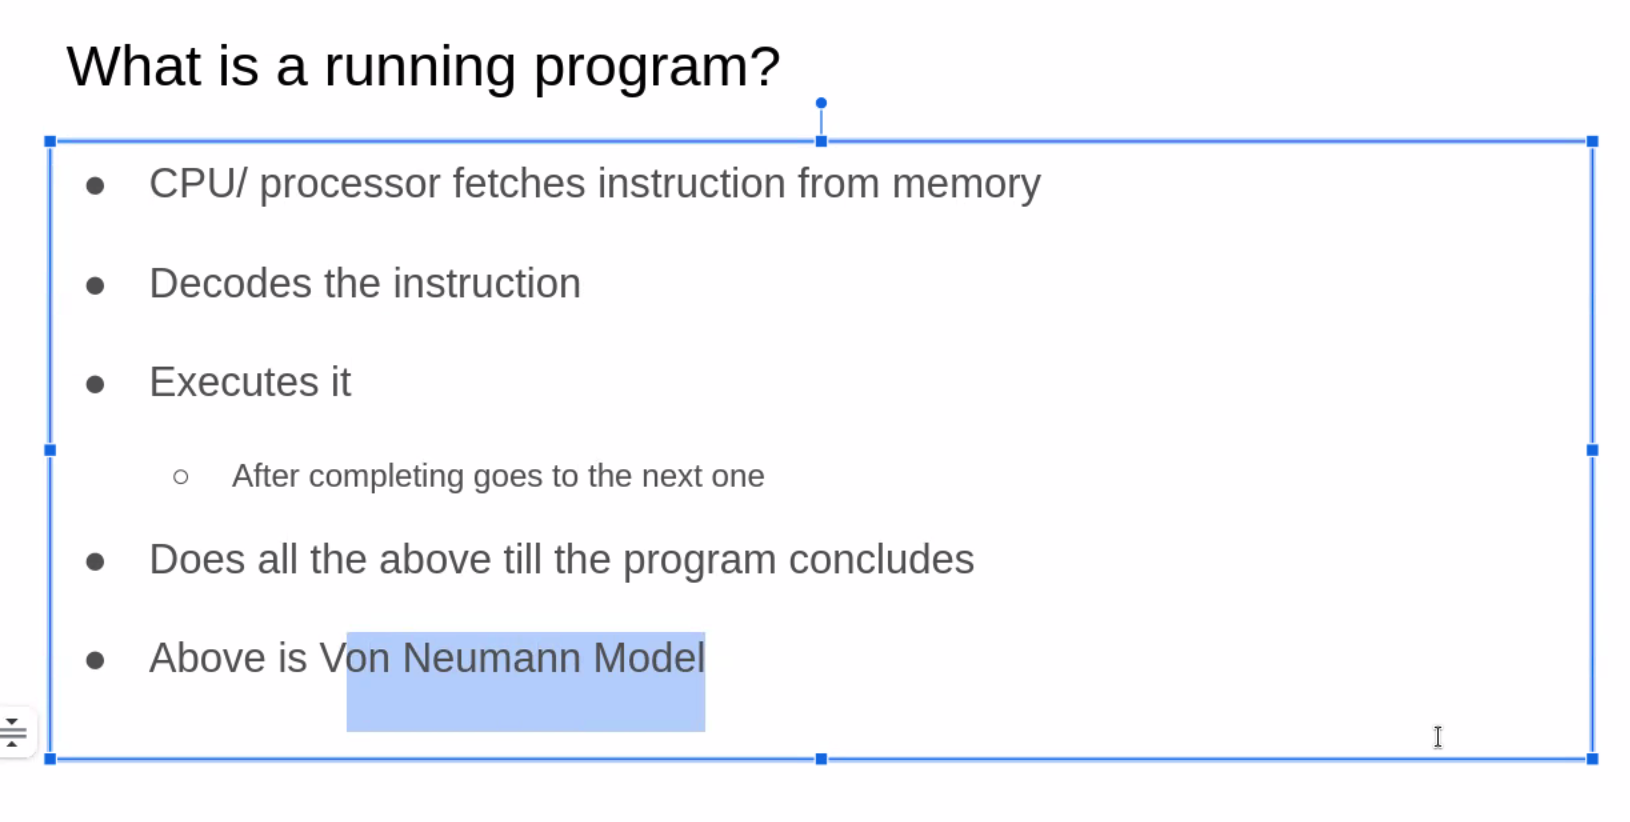 What is a running program?
● CPU/ processor fetches instruction from memory
● Decodes the instruction
● Executes it
○ After completing goes to the next one
● Does all the above till the program concludes
● Above is Von Neumann Model